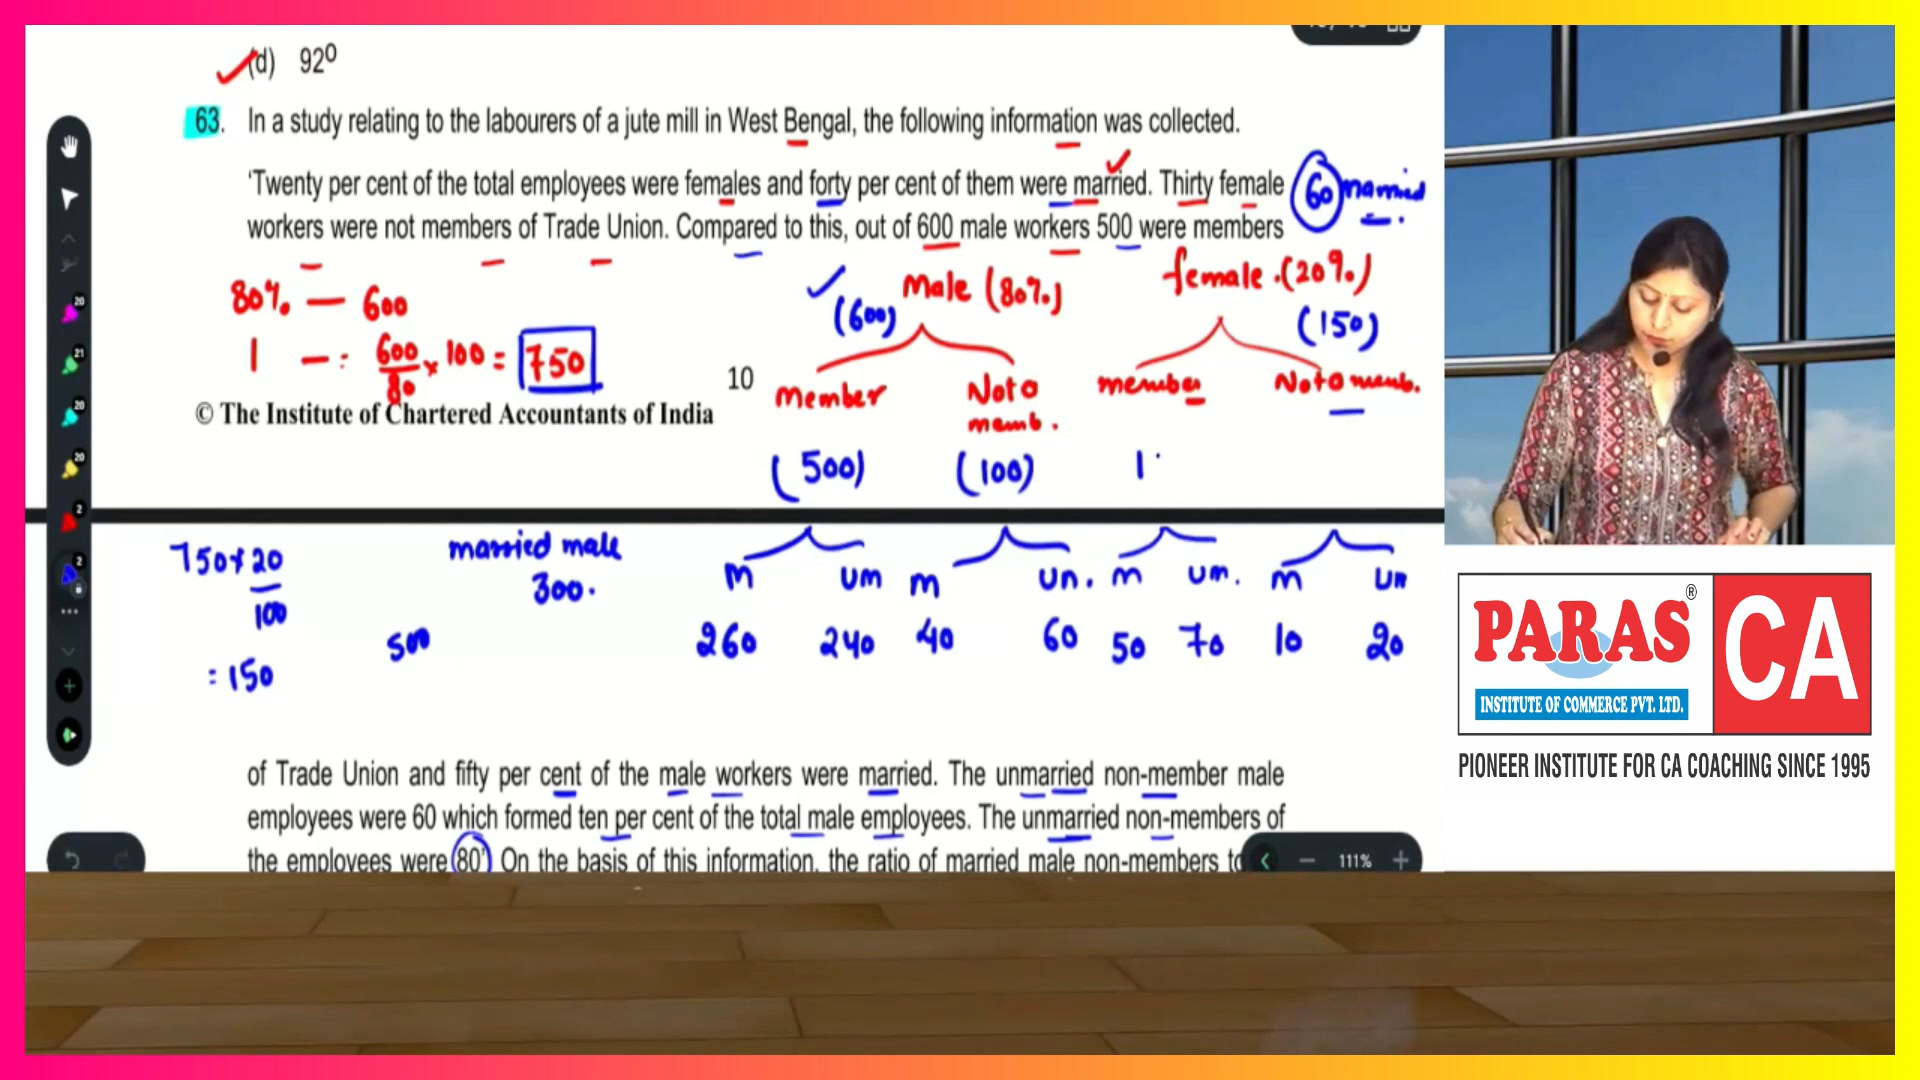 (d) 92⁰
63. In a study relating to the labourers of a jute mill in West Bengal, the following information was collected.
'Twenty per cent of the total employees were females and forty per cent of them were married. Thirty female
60 married.
workers were not members of Trade Union. Compared to this, out of 600 male workers 500 were members
80% — 600
1 — : 600/80 × 100 = 750
(600) Male (80%)
female .(20%)
(150)
10
member
Not a memb.
member
Not a memb.
© The Institute of Chartered Accountants of India
(500) (100) 1
750 × 20/100
= 150
married male
300.
500
m um m un. m um. m un
260 240 40 60 50 70 10 20
of Trade Union and fifty per cent of the male workers were married. The unmarried non-member male
employees were 60 which formed ten per cent of the total male employees. The unmarried non-members of
the employees were 80'. On the basis of this information, the ratio of married male non-members to
111%
20
21
20
20
2
2
PARAS ®
INSTITUTE OF COMMERCE PVT. LTD.
CA
PIONEER INSTITUTE FOR CA COACHING SINCE 1995